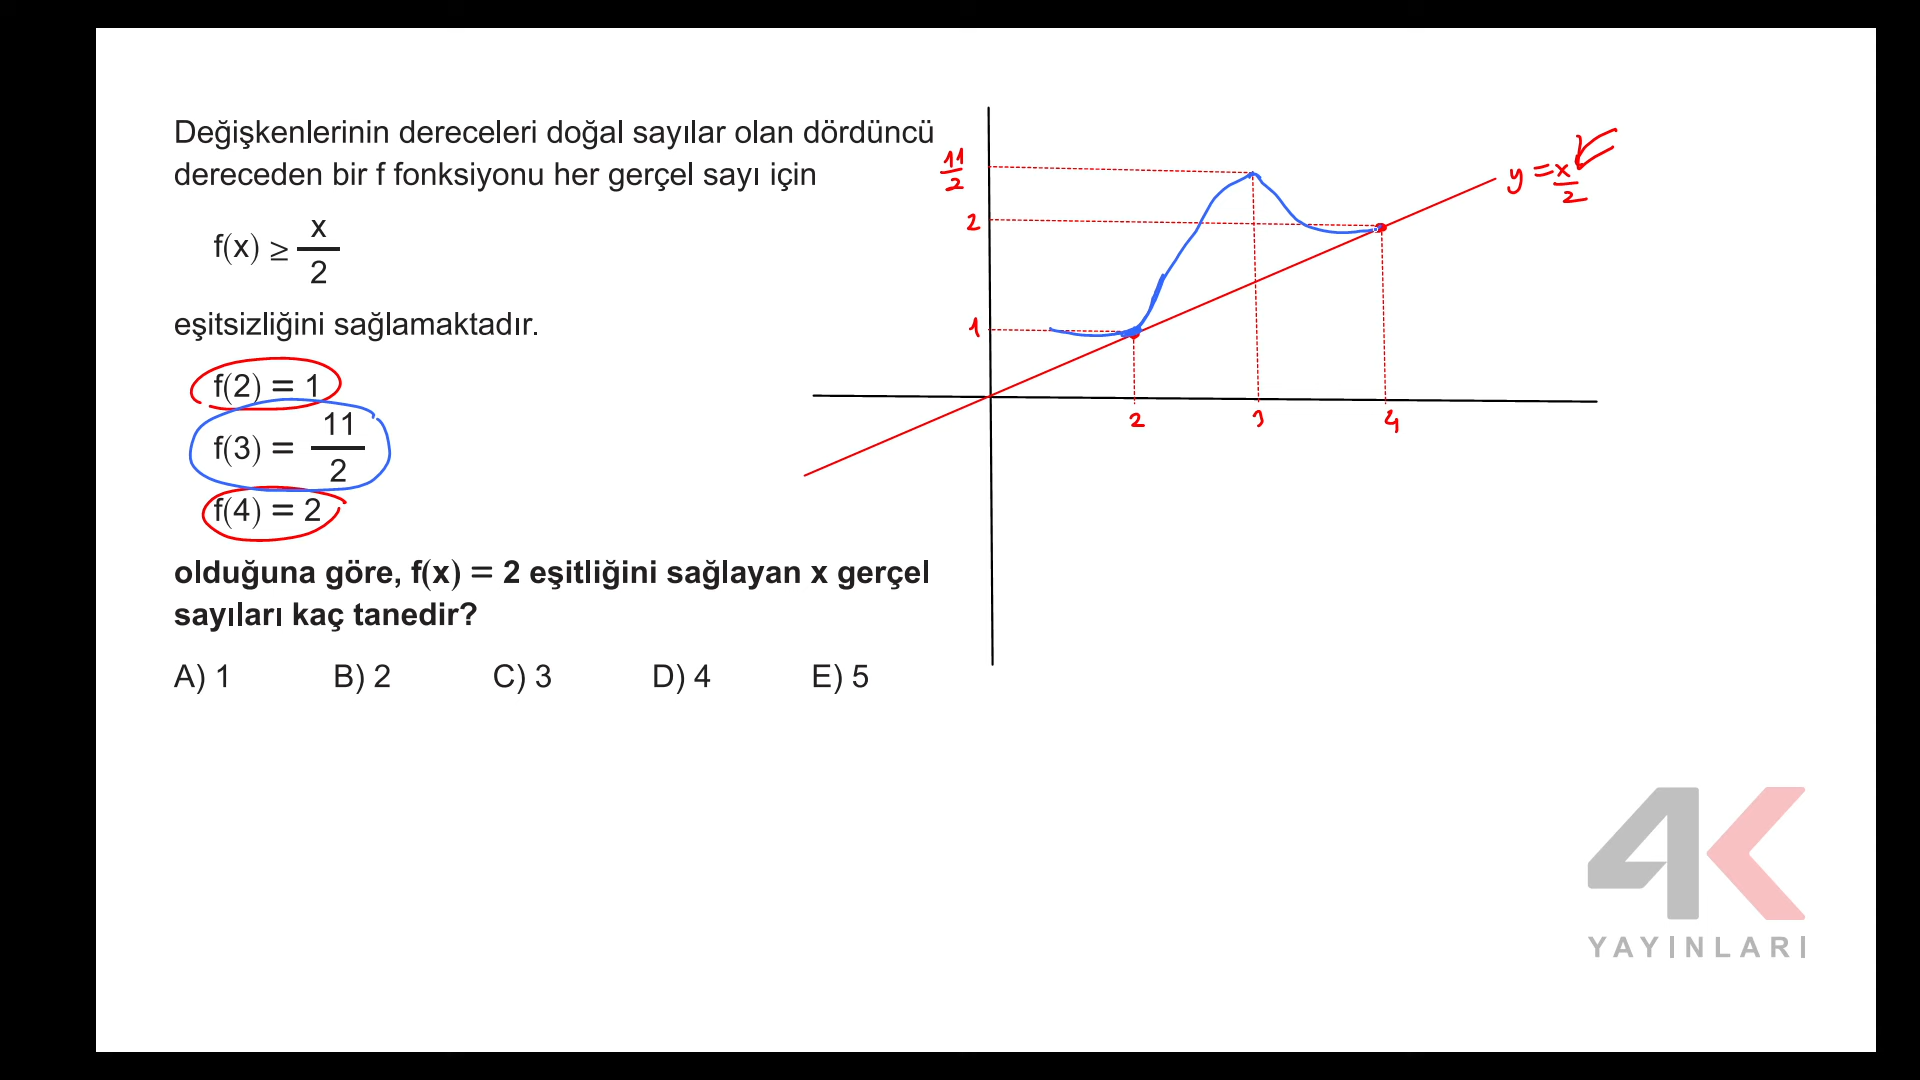 Değişkenlerinin dereceleri doğal sayılar olan dördüncü
dereceden bir f fonksiyonu her gerçel sayı için
f(x) ≥ x/2
eşitsizliğini sağlamaktadır.
f(2) = 1
f(3) = 11/2
f(4) = 2
olduğuna göre, f(x) = 2 eşitliğini sağlayan x gerçel
sayıları kaç tanedir?
A) 1 B) 2 C) 3 D) 4 E) 5
11/2
2
1
2 3 4
y = x/2
4K
YAYINLARI